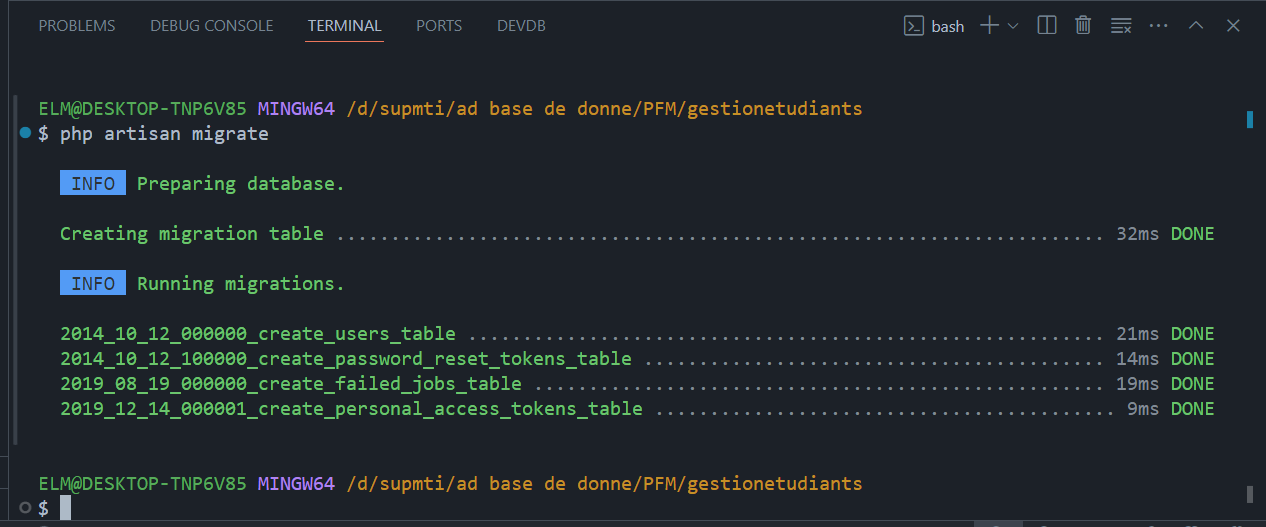 PROBLEMS DEBUG CONSOLE TERMINAL PORTS DEVDB bash
ELM@DESKTOP-TNP6V85 MINGW64 /d/supmti/ad base de donne/PFM/gestionetudiants
$ php artisan migrate
INFO Preparing database.
Creating migration table ....................................................................... 32ms DONE
INFO Running migrations.
2014_10_12_000000_create_users_table ........................................................... 21ms DONE
2014_10_12_100000_create_password_reset_tokens_table ........................................... 14ms DONE
2019_08_19_000000_create_failed_jobs_table ..................................................... 19ms DONE
2019_12_14_000001_create_personal_access_tokens_table .......................................... 9ms DONE
ELM@DESKTOP-TNP6V85 MINGW64 /d/supmti/ad base de donne/PFM/gestionetudiants
$